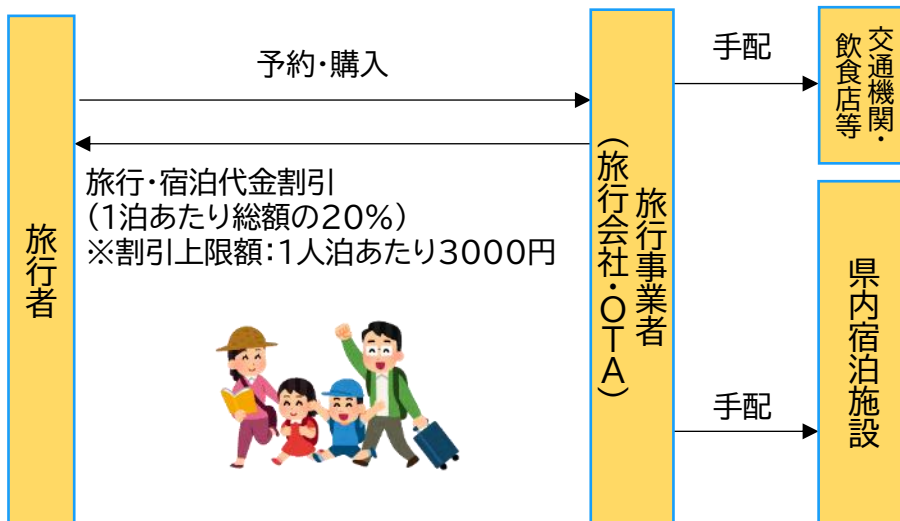 旅行者
予約・購入
旅行・宿泊代金割引
(1泊あたり総額の20%)
※割引上限額:1人泊あたり3000円
旅行事業者
(旅行会社・OTA)
手配
交通機関・
飲食店等
手配
県内宿泊施設